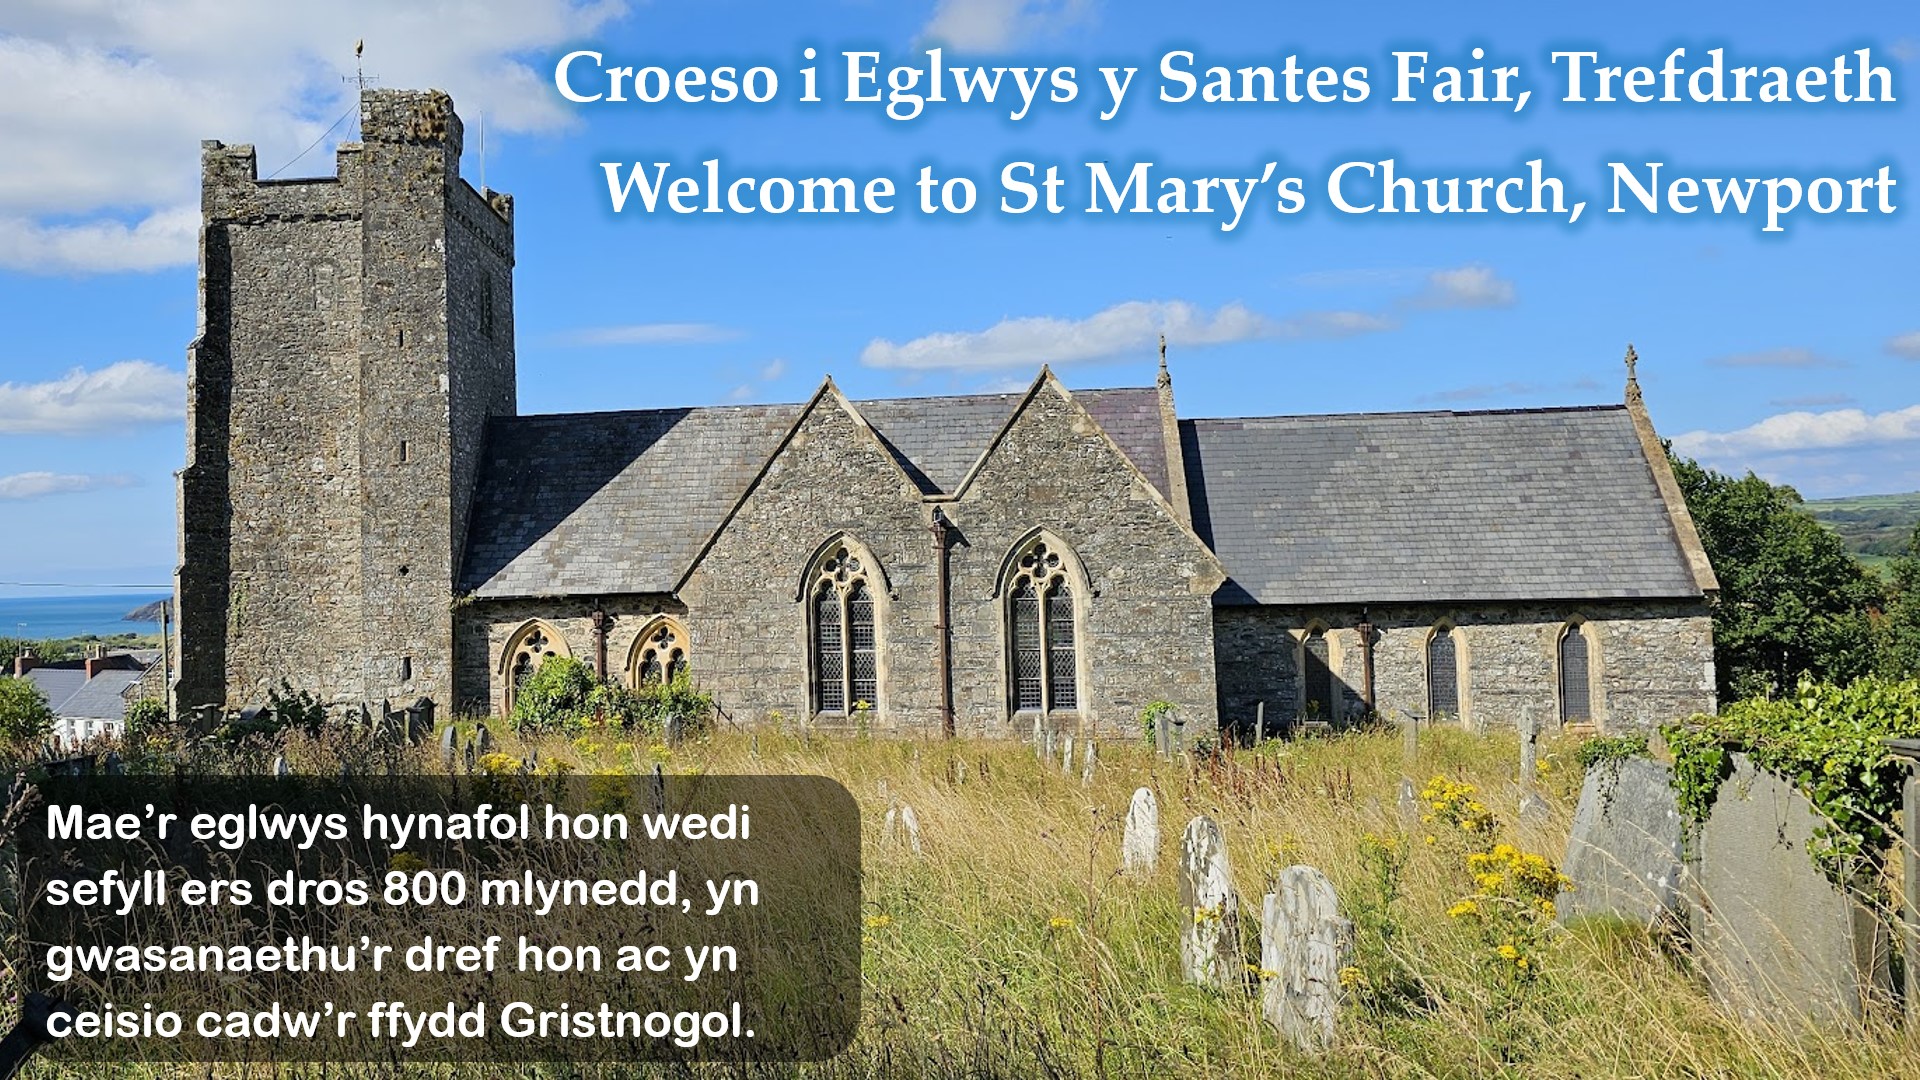 Croeso i Eglwys y Santes Fair, Trefdraeth
Welcome to St Mary’s Church, Newport
Mae’r eglwys hynafol hon wedi
sefyll ers dros 800 mlynedd, yn
gwasanaethu’r dref hon ac yn
ceisio cadw’r ffydd Gristnogol.